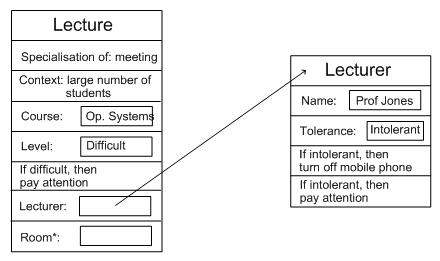 Lecture
Specialisation of: meeting
Context: large number of
students
Course: Op. Systems
Level: Difficult
If difficult, then
pay attention
Lecturer:
Room*:
Lecturer
Name: Prof Jones
Tolerance: Intolerant
If intolerant, then
turn off mobile phone
If intolerant, then
pay attention